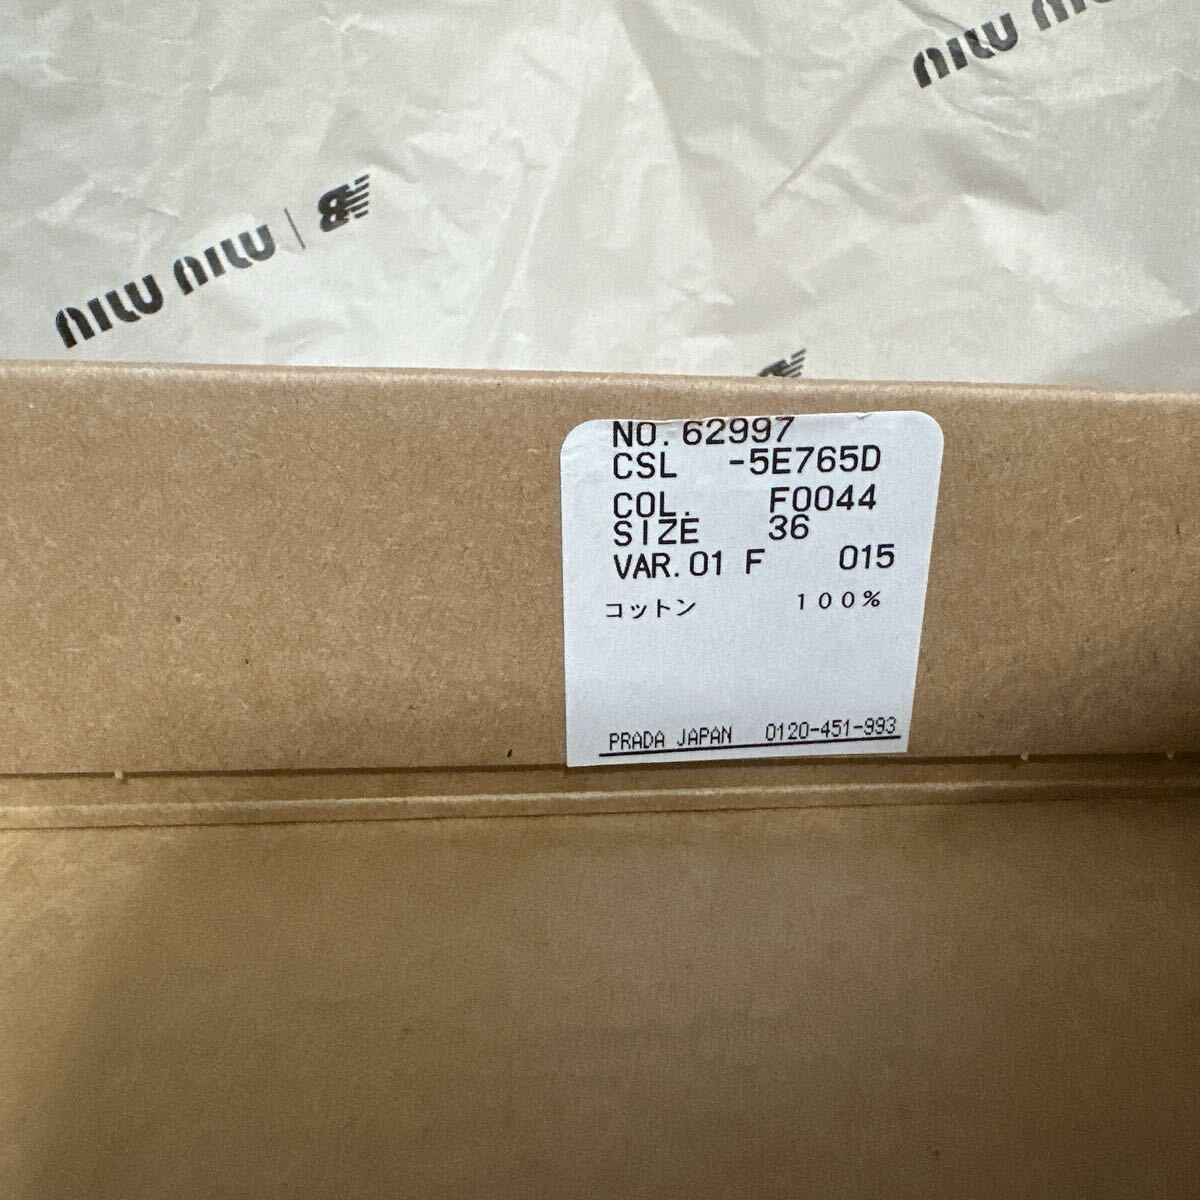 miu miu
miu miu
NO. 62997
CSL -5E765D
COL. F0044
SIZE 36
VAR. 01 F 015
コットン 100%
PRADA JAPAN 0120-451-993